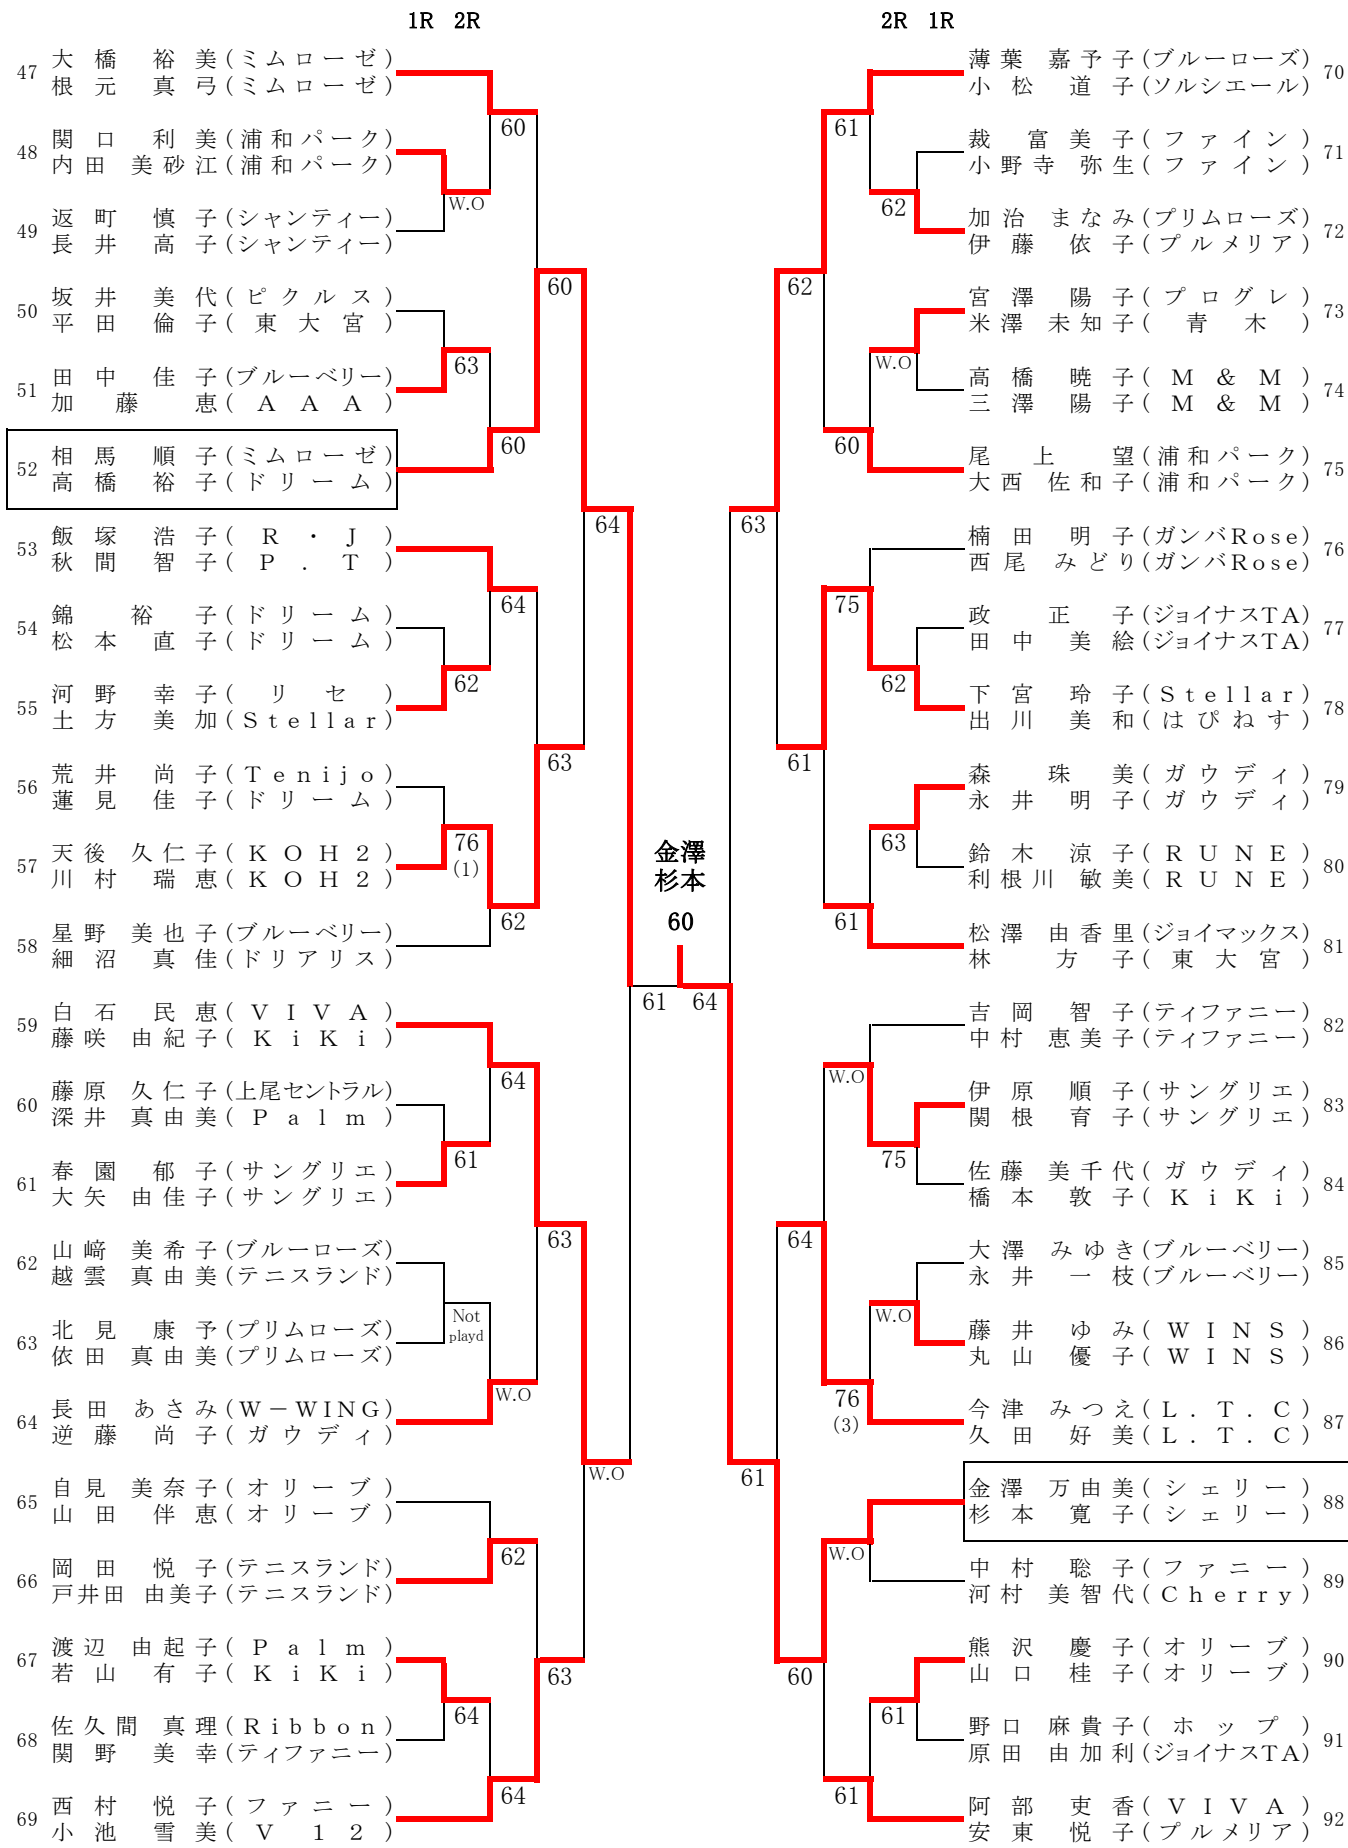 1R 2R
47 大橋 裕美(ミムローゼ)
根元 真弓(ミムローゼ)
60
48 関口 利美(浦和パーク)
内田 美砂江(浦和パーク)
W.O
49 返町 慎子(シャンティー)
長井 高子(シャンティー)
60
50 坂井 美代(ピクルス)
平田 倫子(東大宮)
63
51 田中 佳子(ブルーベリー)
加藤 恵(AAA)
60
52 相馬 順子(ミムローゼ)
高橋 裕子(ドリーム)
64
53 飯塚 浩子(R・J)
秋間 智子(P.T)
64
54 錦 裕子(ドリーム)
松本 直子(ドリーム)
62
55 河野 幸子(リセ)
土方 美加(Stellar)
63
56 荒井 尚子(Tenijo)
蓮見 佳子(ドリーム)
76
(1)
57 天後 久仁子(KOH2)
川村 瑞恵(KOH2)
62
58 星野 美也子(ブルーベリー)
細沼 真佳(ドリアリス)
61
59 白石 民恵(VIVA)
藤咲 由紀子(KiKi)
64
60 藤原 久仁子(上尾セントラル)
深井 真由美(Palm)
61
61 春園 郁子(サングリエ)
大矢 由佳子(サングリエ)
63
62 山﨑 美希子(ブルーローズ)
越雲 真由美(テニスランド)
Not
playd
63 北見 康予(プリムローズ)
依田 真由美(プリムローズ)
W.O
64 長田 あさみ(W－WING)
逆藤 尚子(ガウディ)
W.O
65 自見 美奈子(オリーブ)
山田 伴恵(オリーブ)
62
66 岡田 悦子(テニスランド)
戸井田 由美子(テニスランド)
63
67 渡辺 由起子(Palm)
若山 有子(KiKi)
64
68 佐久間 真理(Ribbon)
関野 美幸(ティファニー)
64
69 西村 悦子(ファニー)
小池 雪美(V12)
金澤
杉本
60
2R 1R
薄葉 嘉予子(ブルーローズ) 70
小松 道子(ソルシエール)
61
裁 富美子(ファイン) 71
小野寺 弥生(ファイン)
62
加治 まなみ(プリムローズ) 72
伊藤 依子(プルメリア)
62
宮澤 陽子(プログレ) 73
米澤 未知子(青木)
W.O
高橋 暁子(M&M) 74
三澤 陽子(M&M)
60
尾上 望(浦和パーク) 75
大西 佐和子(浦和パーク)
63
楠田 明子(ガンバRose) 76
西尾 みどり(ガンバRose)
75
政 正子(ジョイナスTA) 77
田中 美絵(ジョイナスTA)
62
下宮 玲子(Stellar) 78
出川 美和(はぴねす)
61
森 珠美(ガウディ) 79
永井 明子(ガウディ)
63
鈴木 涼子(RUNE) 80
利根川 敏美(RUNE)
61
松澤 由香里(ジョイマックス) 81
林 方子(東大宮)
64
吉岡 智子(ティファニー) 82
中村 恵美子(ティファニー)
W.O
伊原 順子(サングリエ) 83
関根 育子(サングリエ)
75
佐藤 美千代(ガウディ) 84
橋本 敦子(KiKi)
64
大澤 みゆき(ブルーベリー) 85
永井 一枝(ブルーベリー)
W.O
藤井 ゆみ(WINS) 86
丸山 優子(WINS)
76
(3)
今津 みつえ(L.T.C) 87
久田 好美(L.T.C)
61
金澤 万由美(シェリー) 88
杉本 寛子(シェリー)
W.O
中村 聡子(ファニー) 89
河村 美智代(Cherry)
60
熊沢 慶子(オリーブ) 90
山口 桂子(オリーブ)
61
野口 麻貴子(ホップ) 91
原田 由加利(ジョイナスTA)
61
阿部 吏香(VIVA) 92
安東 悦子(プルメリア)